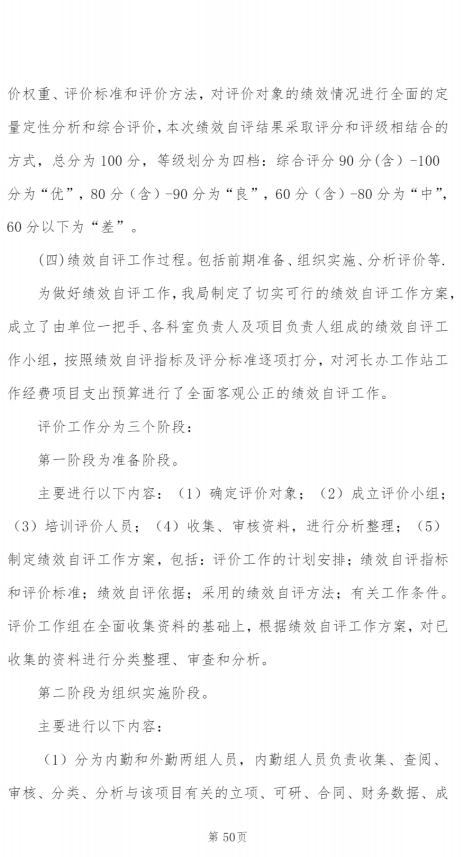 价权重、评价标准和评价方法，对评价对象的绩效情况进行全面的定
量定性分析和综合评价，本次绩效自评结果采取评分和评级相结合的
方式，总分为 100 分，等级划分为四档：综合评分 90 分(含）-100
分为“优”，80 分（含）-90 分为“良”，60 分（含）-80 分为“中”，
60 分以下为“差”。
(四)绩效自评工作过程。包括前期准备、组织实施、分析评价等.
为做好绩效自评工作，我局制定了切实可行的绩效自评工作方案，
成立了由单位一把手、各科室负责人及项目负责人组成的绩效自评工
作小组，按照绩效自评指标及评分标准逐项打分，对河长办工作站工
作经费项目支出预算进行了全面客观公正的绩效自评工作。
评价工作分为三个阶段：
第一阶段为准备阶段。
主要进行以下内容：（1）确定评价对象；（2）成立评价小组；
（3）培训评价人员；（4）收集、审核资料，进行分析整理；（5）
制定绩效自评工作方案，包括：评价工作的计划安排；绩效自评指标
和评价标准；绩效自评依据；采用的绩效自评方法；有关工作条件。
评价工作组在全面收集资料的基础上，根据绩效自评工作方案，对已
收集的资料进行分类整理、审查和分析。
第二阶段为组织实施阶段。
主要进行以下内容：
（1）分为内勤和外勤两组人员，内勤组人员负责收集、查阅、
审核、分类、分析与该项目有关的立项、可研、合同、财务数据、成
第 50页